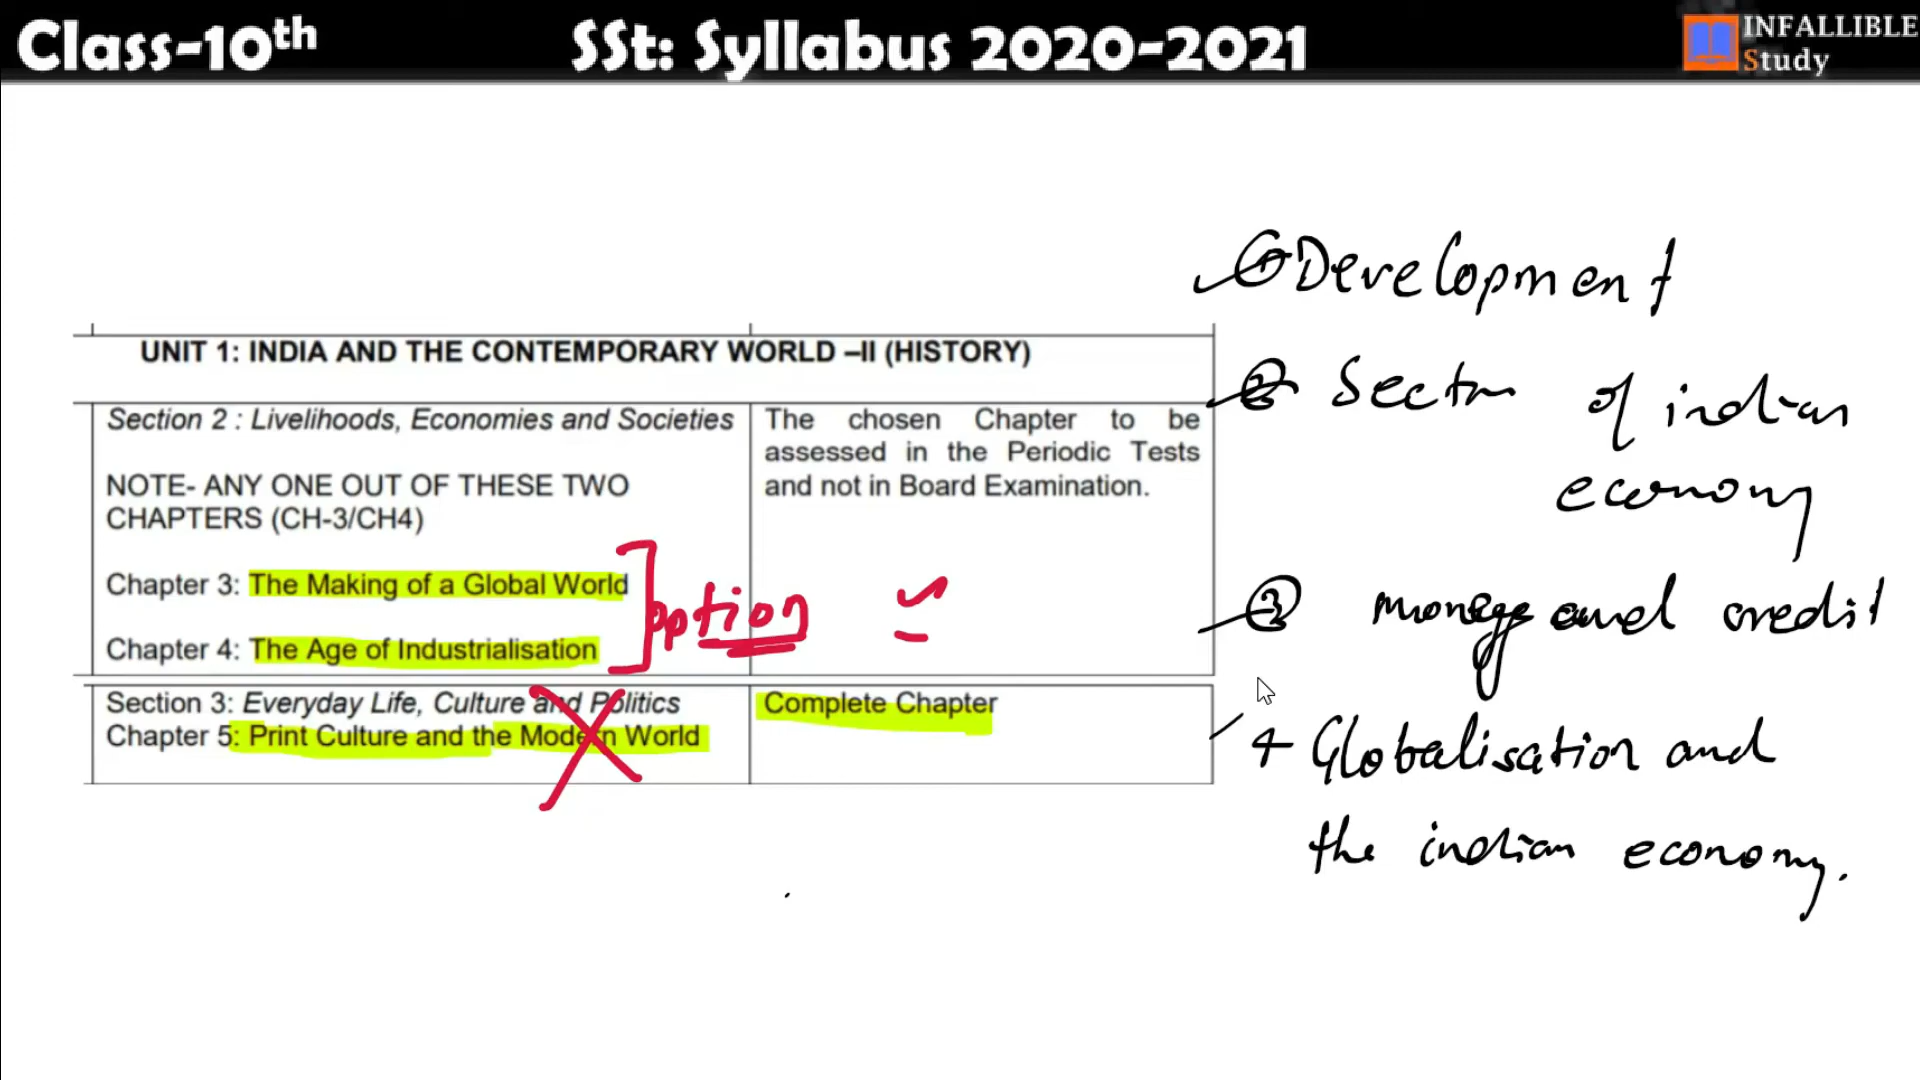 Class-10th
SSt: Syllabus 2020-2021
INFALLIBLE
Study
UNIT 1: INDIA AND THE CONTEMPORARY WORLD –II (HISTORY)
Section 2 : Livelihoods, Economies and Societies
NOTE- ANY ONE OUT OF THESE TWO
CHAPTERS (CH-3/CH4)
Chapter 3: The Making of a Global World
Chapter 4: The Age of Industrialisation
option
The chosen Chapter to be
assessed in the Periodic Tests
and not in Board Examination.
Section 3: Everyday Life, Culture and Politics
Chapter 5: Print Culture and the Modern World
Complete Chapter
1 Development
2 Sector of indian
economy
3 money and credit
4 Globalisation and
the indian economy.